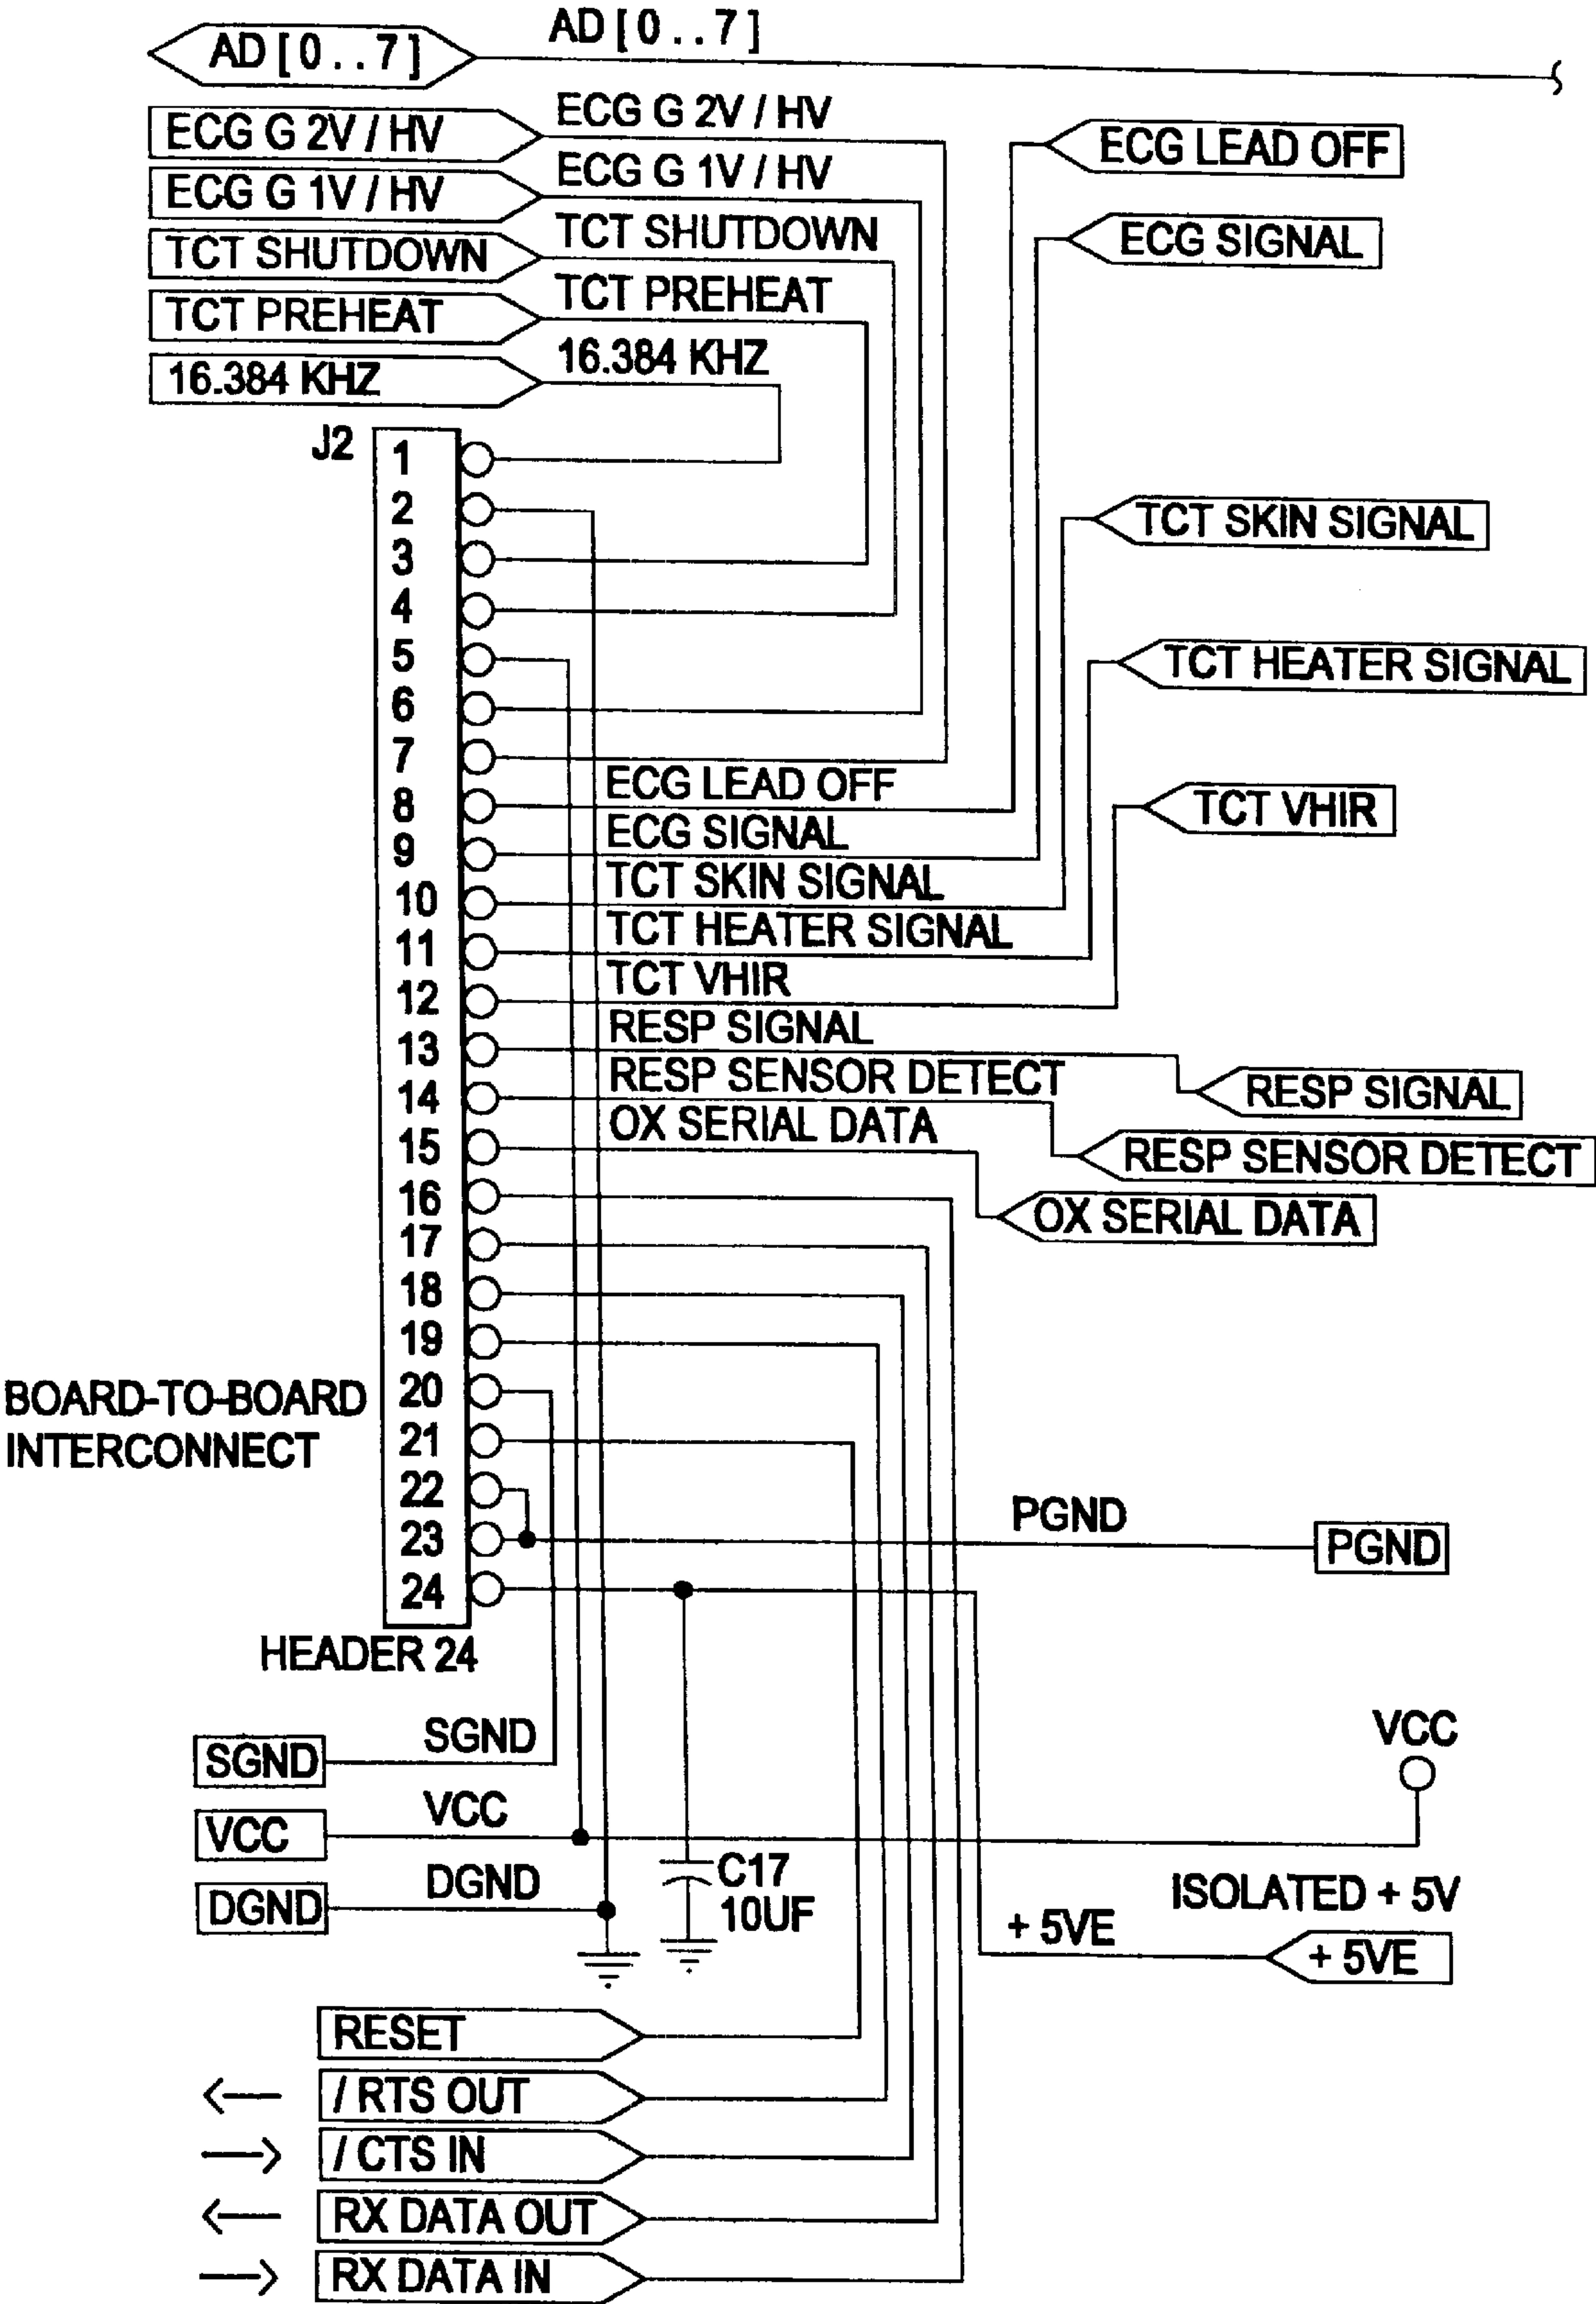 AD [ 0 . . 7 ]
AD [ 0 . . 7 ]
ECG G 2V / HV
ECG G 2V / HV
ECG LEAD OFF
ECG G 1V / HV
ECG G 1V / HV
TCT SHUTDOWN
TCT SHUTDOWN
ECG SIGNAL
TCT PREHEAT
TCT PREHEAT
16.384 KHZ
16.384 KHZ
J2
1
2
3
4
5
6
7
8
9
10
11
12
13
14
15
16
17
18
19
20
21
22
23
24
TCT SKIN SIGNAL
TCT HEATER SIGNAL
TCT VHIR
ECG LEAD OFF
ECG SIGNAL
TCT SKIN SIGNAL
TCT HEATER SIGNAL
TCT VHIR
RESP SIGNAL
RESP SENSOR DETECT
OX SERIAL DATA
RESP SIGNAL
RESP SENSOR DETECT
OX SERIAL DATA
BOARD-TO-BOARD
INTERCONNECT
PGND
PGND
HEADER 24
SGND
SGND
VCC
VCC
VCC
DGND
DGND
C17
10UF
ISOLATED + 5V
+ 5VE
+ 5VE
RESET
/ RTS OUT
/ CTS IN
RX DATA OUT
RX DATA IN